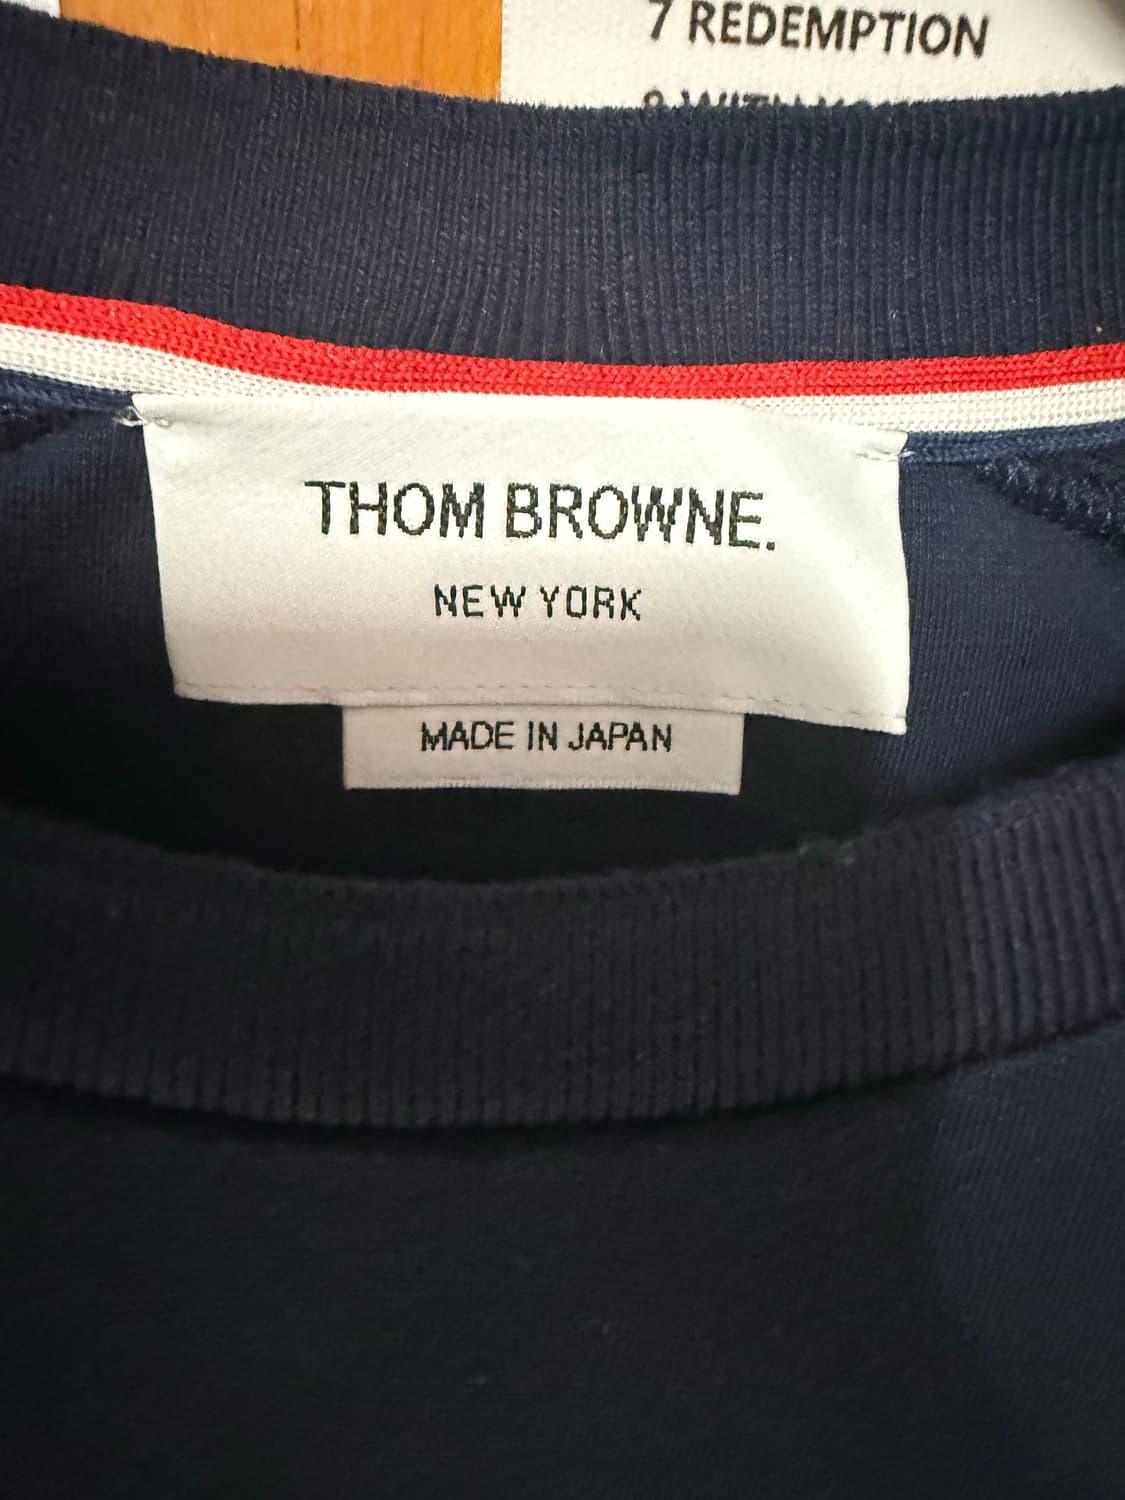 7 REDEMPTION
THOM BROWNE.
NEW YORK
MADE IN JAPAN